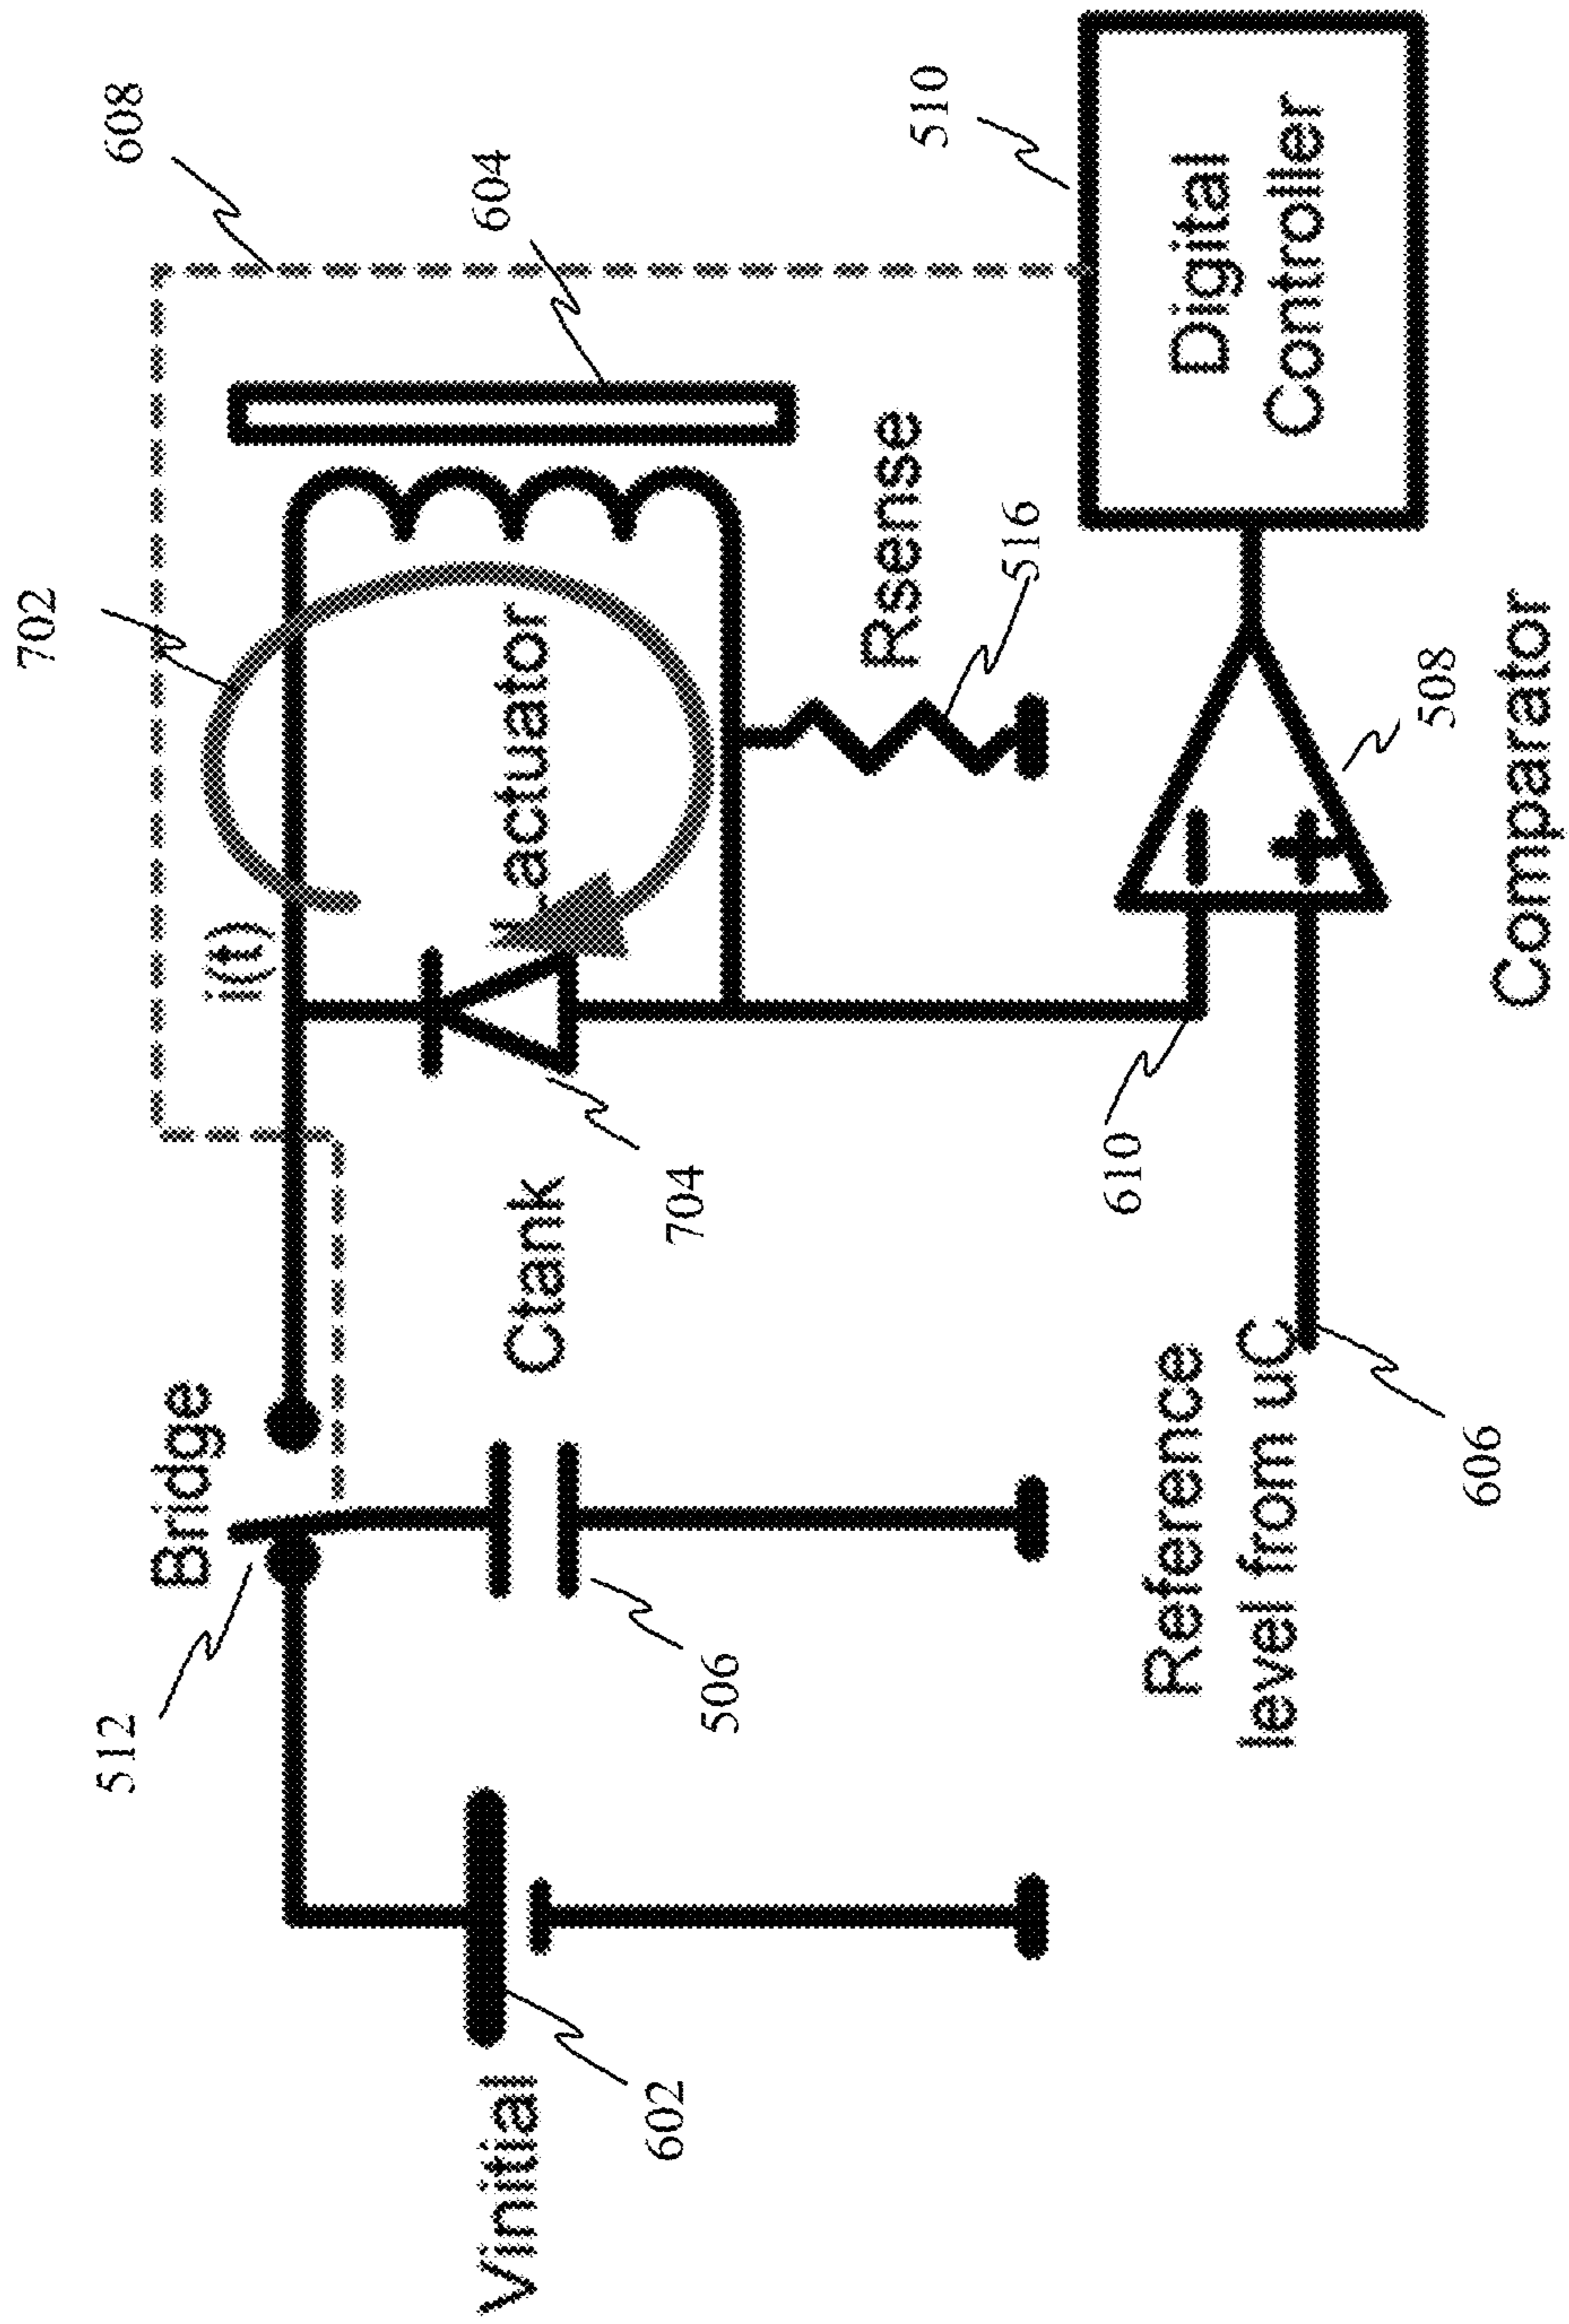 702
608
i(t)
604
512
Bridge
L_actuator
Ctank
704
Vinitial
602
506
Rsense
516
510
Digital
Controller
610
Reference
level from uC
606
508
Comparator